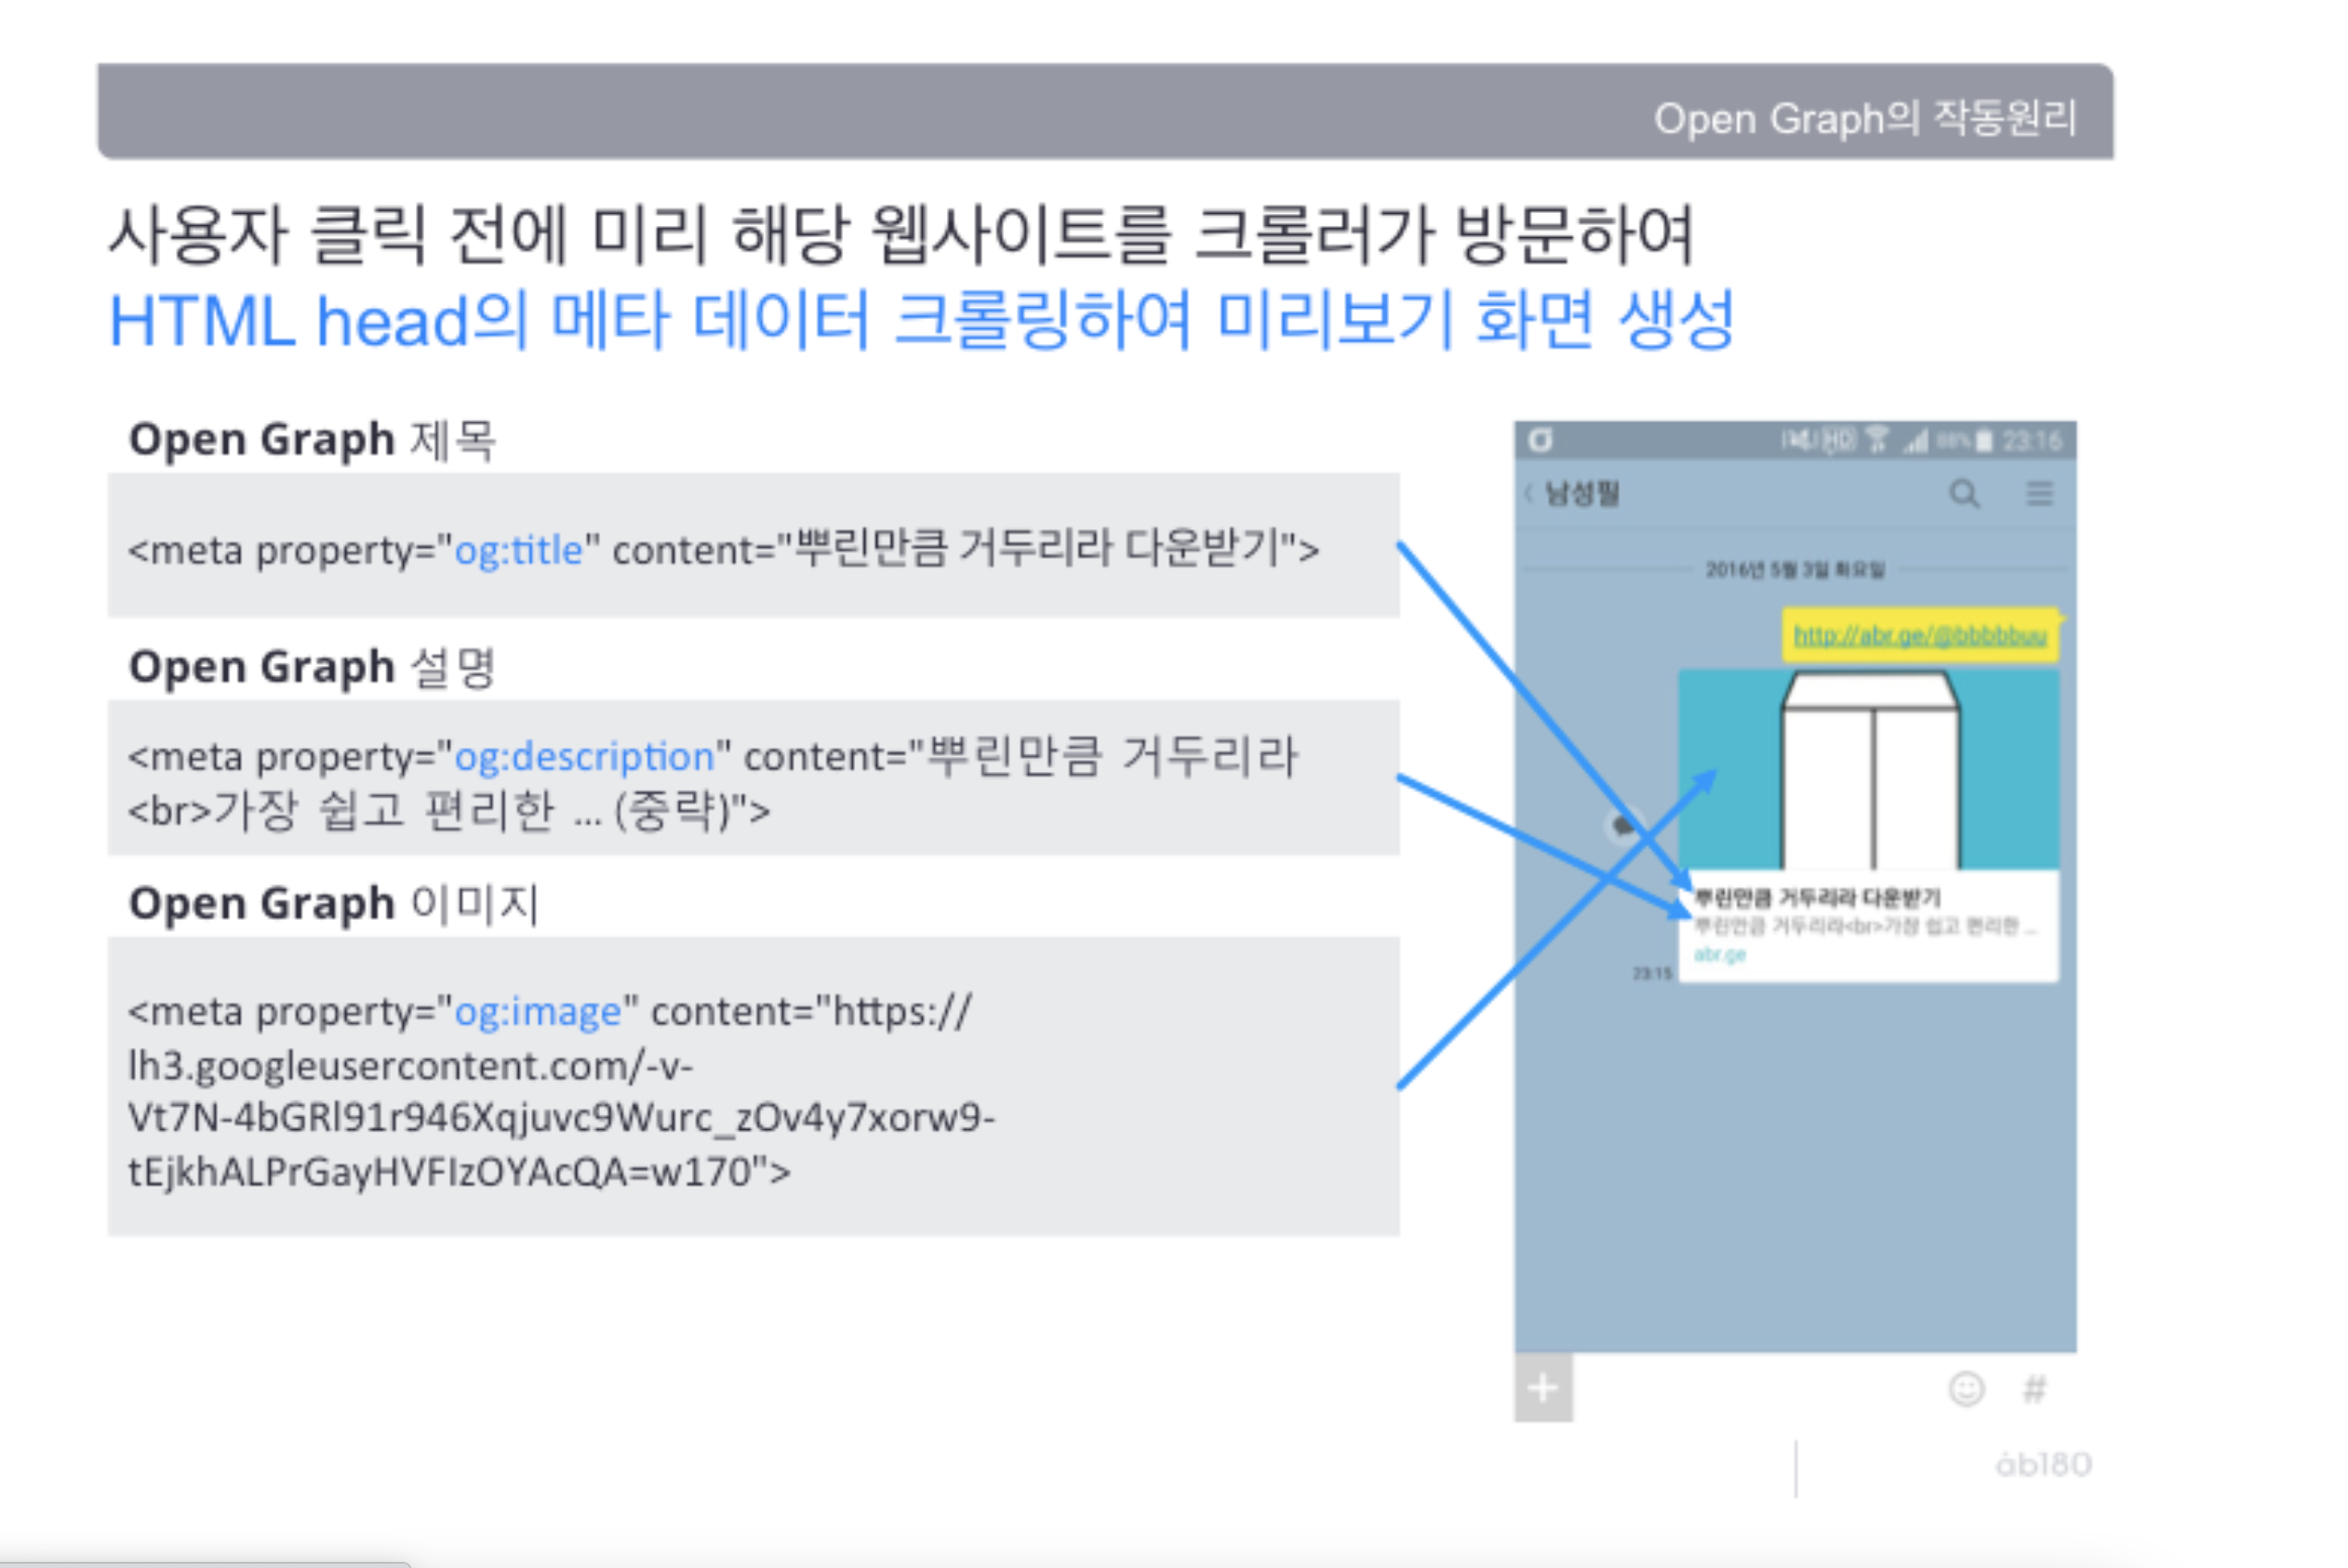 Open Graph의 작동원리
사용자 클릭 전에 미리 해당 웹사이트를 크롤러가 방문하여
HTML head의 메타 데이터 크롤링하여 미리보기 화면 생성
Open Graph 제목
<meta property="og:title" content="뿌린만큼 거두리라 다운받기">
Open Graph 설명
<meta property="og:description" content="뿌린만큼 거두리라
<br>가장 쉽고 편리한 ... (중략)">
Open Graph 이미지
<meta property="og:image" content="https://
lh3.googleusercontent.com/-v-
Vt7N-4bGRl91r946Xqjuvc9Wurc_zOv4y7xorw9-
tEjkhALPrGayHVFIzOYAcQA=w170">
88% 23:16
남성필
2016년 5월 3일 화요일
http://abr.ge/@bbbbbuu
뿌린만큼 거두리라 다운받기
뿌린만큼 거두리라<br>가장 쉽고 편리한 ...
abr.ge
23:15
#
ab180